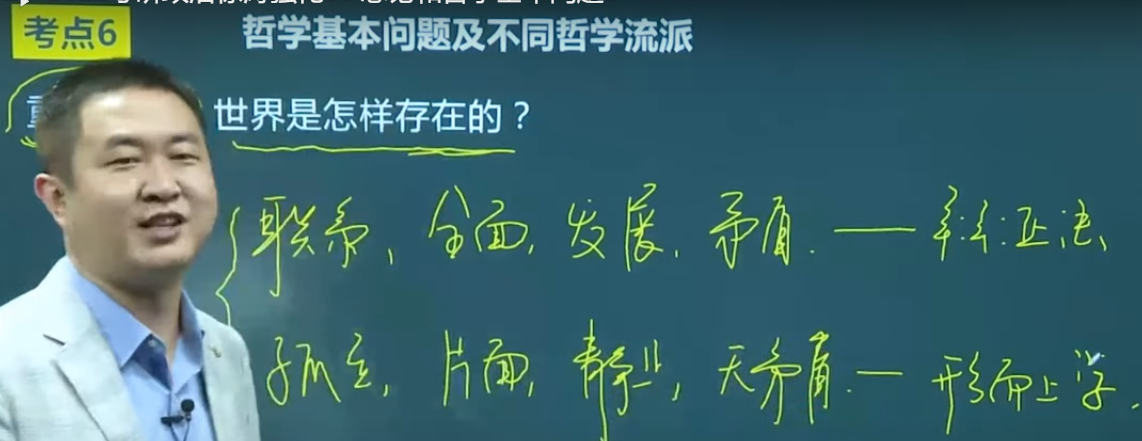 考点6 哲学基本问题及不同哲学流派
世界是怎样存在的？
联系、全面,发展,矛盾.——辩证法、
孤立,片面,静止,无矛盾.—形而上学.